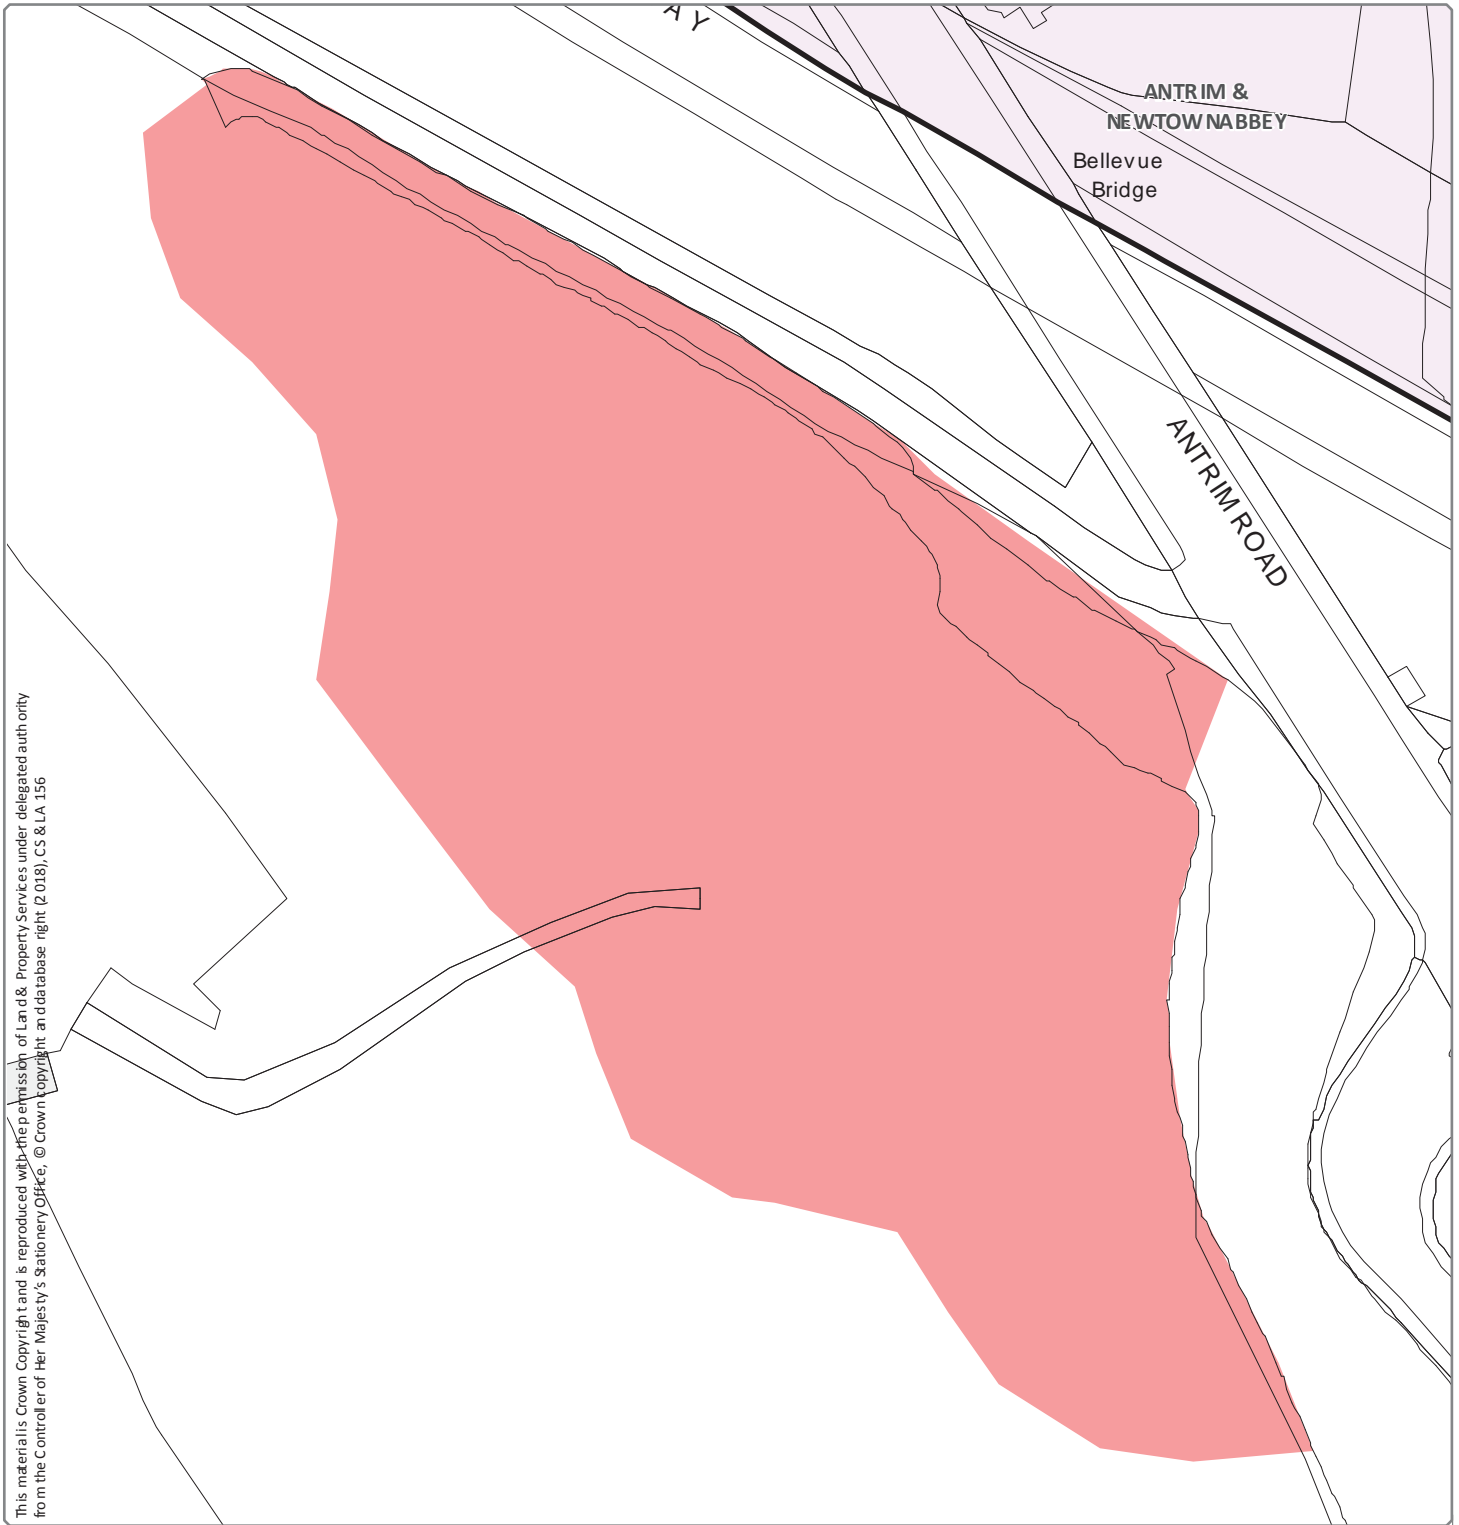 A Y
ANTRIM &
NEWTOWNABBEY
Bellevue
Bridge
ANTRIM ROAD
This material is Crown Copyright and is reproduced with the permission of Land & Property Services under delegated authority
from the Controller of Her Majesty's Stationery Office, © Crown copyright and database right (2018), CS & LA 156